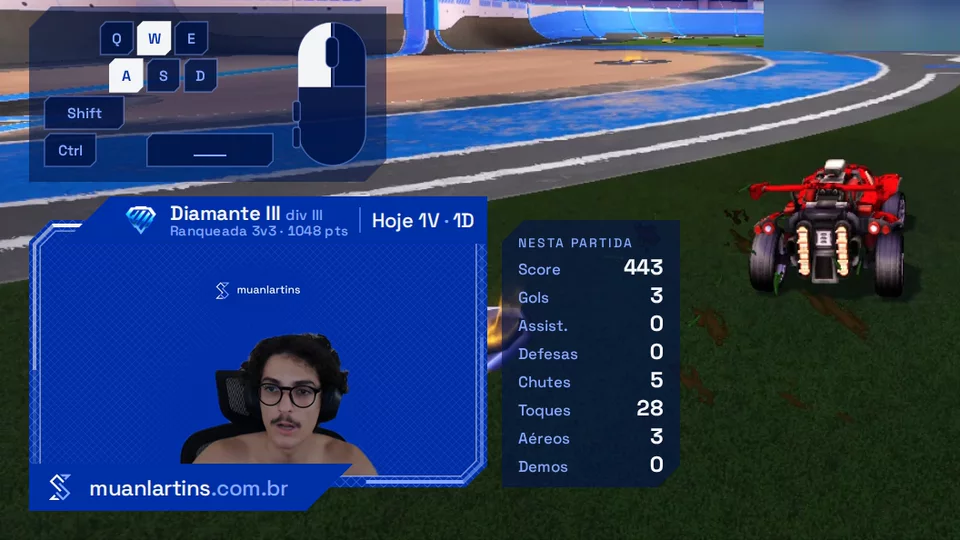 Q W E
A S D
Shift
Ctrl
Diamante III div III
Ranqueada 3v3 · 1048 pts
Hoje 1V · 1D
muanlartins
NESTA PARTIDA
Score 443
Gols 3
Assist. 0
Defesas 0
Chutes 5
Toques 28
Aéreos 3
Demos 0
muanlartins.com.br